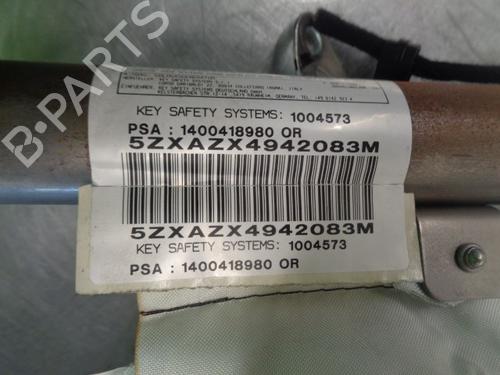 KEY SAFETY SYSTEMS: 1004573
PSA : 1400418980 OR
5ZXAZX4942083M
5ZXAZX4942083M
KEY SAFETY SYSTEMS: 1004573
PSA : 1400418980 OR
B-PARTS